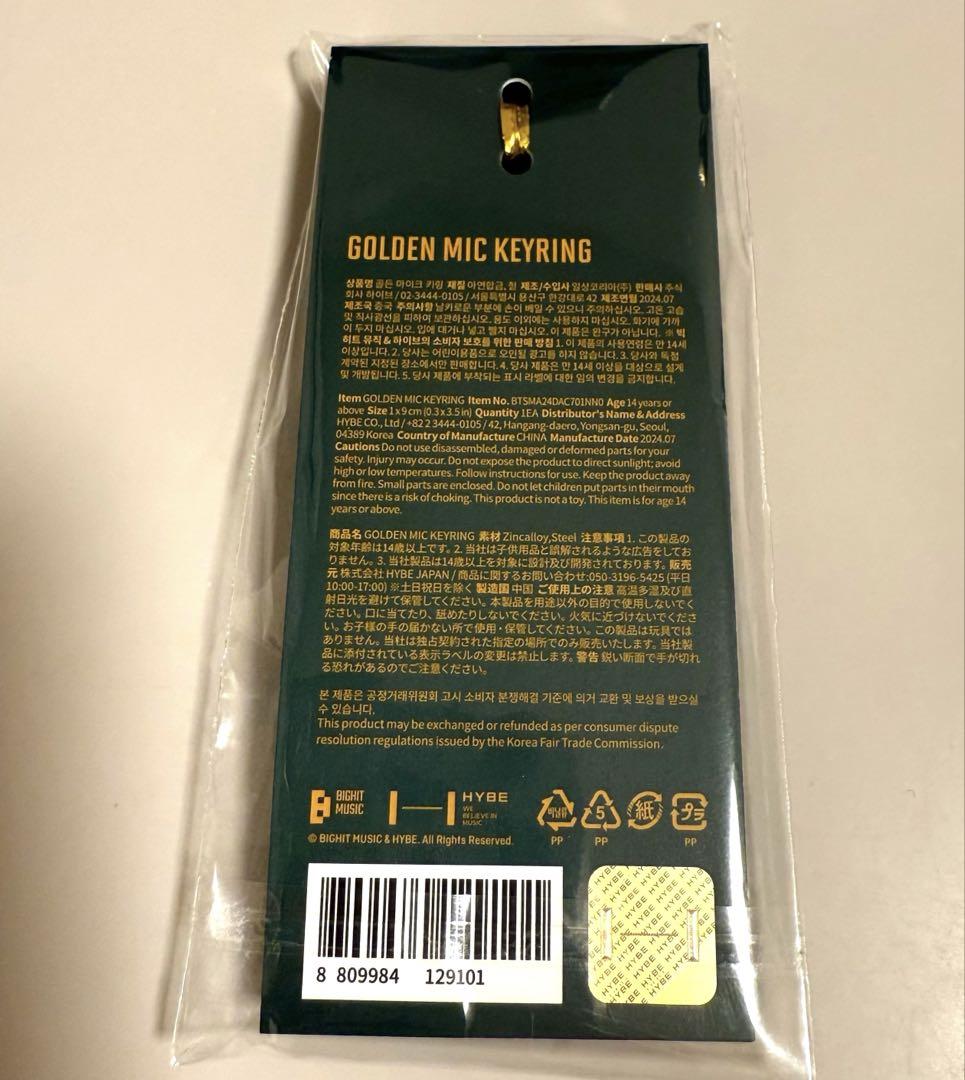 GOLDEN MIC KEYRING
상품명 골든 마이크 키링 재질 아연합금, 철 제조/수입사 일상코리아(주) 판매사 주식
회사 하이브 / 02-3444-0105 / 서울특별시 용산구 한강대로 42 제조연월 2024.07
제조국 중국 주의사항 날카로운 부분에 손이 베일 수 있으니 주의하십시오. 고온 고습
및 직사광선을 피하여 보관하십시오. 용도 이외에는 사용하지 마십시오. 화기에 가까
이 두지 마십시오. 입에 대거나 넣고 빨지 마십시오. 이 제품은 완구가 아닙니다. ※ 빅
히트 뮤직 & 하이브의 소비자 보호를 위한 판매 방침 1. 이 제품의 사용연령은 만 14세
이상입니다. 2. 당사는 어린이용품으로 오인될 광고를 하지 않습니다. 3. 당사와 독점
계약된 지정된 장소에서만 판매합니다. 4. 당사 제품은 만 14세 이상을 대상으로 설계
및 개발됩니다. 5. 당사 제품에 부착되는 표시 라벨에 대한 임의 변경을 금지합니다.
Item GOLDEN MIC KEYRING Item No. BTSMA24DAC701NN0 Age 14 years or
above Size 1 x 9 cm (0.3 x 3.5 in) Quantity 1EA Distributor's Name & Address
HYBE CO., Ltd / +82 2 3444-0105 / 42, Hangang-daero, Yongsan-gu, Seoul,
04389 Korea Country of Manufacture CHINA Manufacture Date 2024.07
Cautions Do not use disassembled, damaged or deformed parts for your
safety. Injury may occur. Do not expose the product to direct sunlight; avoid
high or low temperatures. Follow instructions for use. Keep the product away
from fire. Small parts are enclosed. Do not let children put parts in their mouth
since there is a risk of choking. This product is not a toy. This item is for age 14
years or above.
商品名 GOLDEN MIC KEYRING 素材 Zincalloy,Steel 注意事項 1. この製品の
対象年齢は14歳以上です。2. 当社は子供用品と誤解されるような広告をしてお
りません。3. 当社製品は14歳以上を対象に設計及び開発されております。販売
元 株式会社 HYBE JAPAN / 商品に関するお問い合わせ:050-3196-5425 (平日
10:00-17:00) ※土日祝日を除く 製造国 中国 ご使用上の注意 高温多湿及び直
射日光を避けて保管してください。本製品を用途以外の目的で使用しないでく
ださい。口に当てたり、舐めたりしないでください。火気に近づけないでくださ
い。お子様の手の届かない所で使用・保管してください。この製品は玩具では
ありません。当社は独占契約された指定の場所でのみ販売いたします。当社製
品に添付されている表示ラベルの変更は禁止します。警告 鋭い断面で手が切れ
る恐れがあるのでご注意ください。
본 제품은 공정거래위원회 고시 소비자 분쟁해결 기준에 의거 교환 및 보상을 받으실
수 있습니다.
This product may be exchanged or refunded as per consumer dispute
resolution regulations issued by the Korea Fair Trade Commission.
BIGHIT
MUSIC
HYBE
WE
BELIEVE IN
MUSIC
비닐류 5 紙 プラ
PP PP PP
© BIGHIT MUSIC & HYBE. All Rights Reserved.
8 809984 129101
HYBE HYBE HYBE HYBE